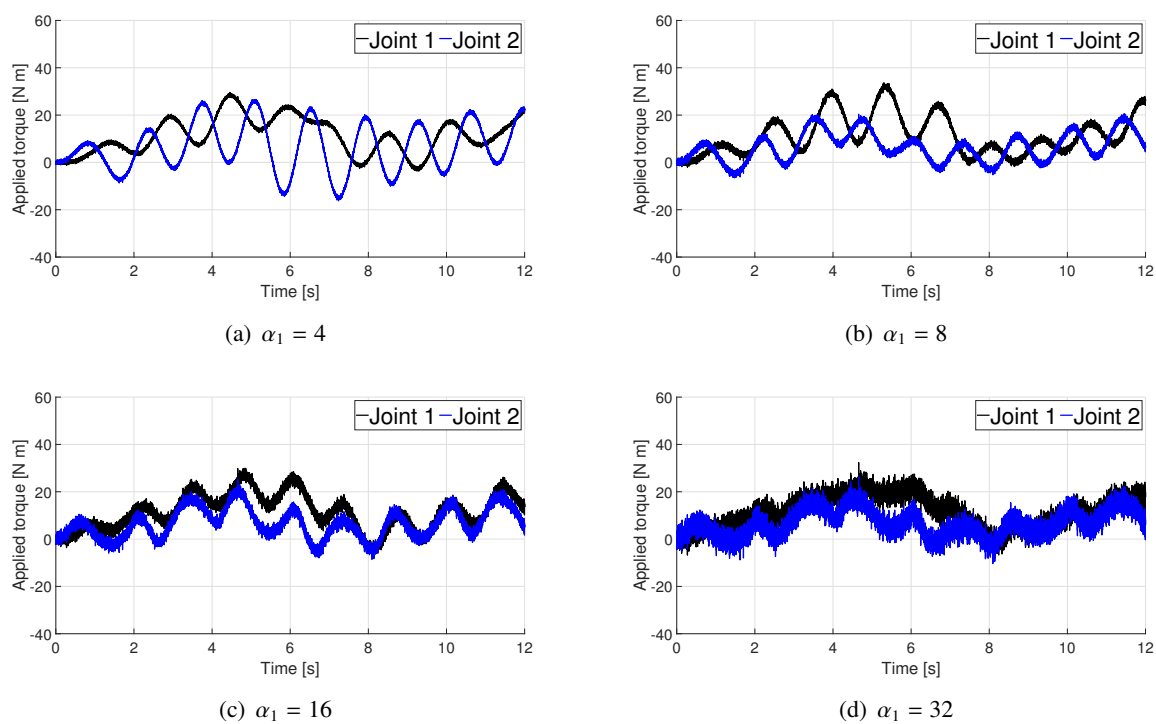 60
40
20
0
-20
-40
Applied torque [N m]
Joint 1 Joint 2
0 2 4 6 8 10 12
Time [s]
(a) α₁ = 4
60
40
20
0
-20
-40
Applied torque [N m]
Joint 1 Joint 2
0 2 4 6 8 10 12
Time [s]
(b) α₁ = 8
60
40
20
0
-20
-40
Applied torque [N m]
Joint 1 Joint 2
0 2 4 6 8 10 12
Time [s]
(c) α₁ = 16
60
40
20
0
-20
-40
Applied torque [N m]
Joint 1 Joint 2
0 2 4 6 8 10 12
Time [s]
(d) α₁ = 32